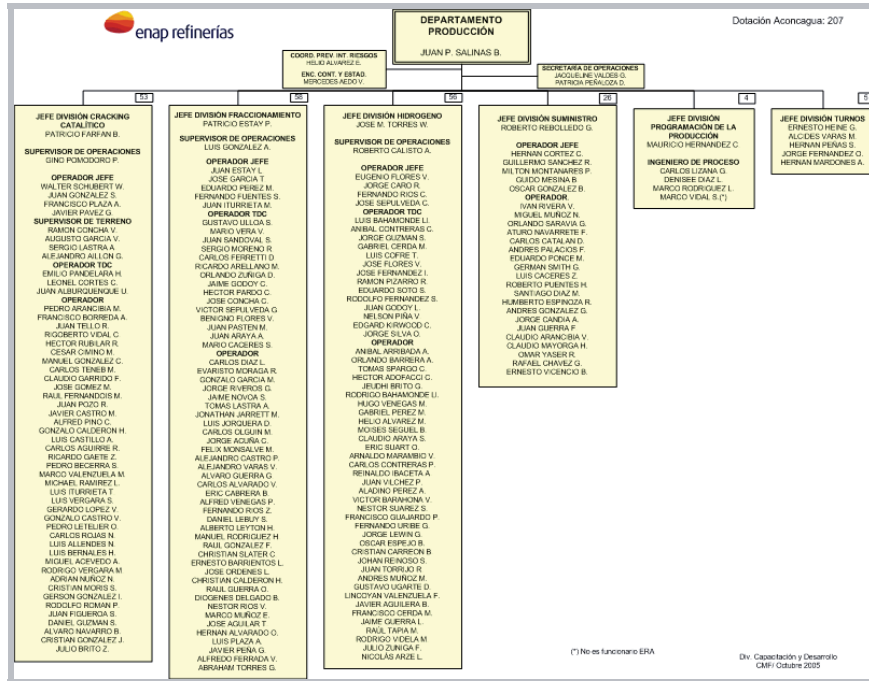 enap refinerías
DEPARTAMENTO
PRODUCCIÓN
JUAN P. SALINAS B.
Dotación Aconcagua: 207
COORD. PREV. INT. RIESGOS
HELIO ALVAREZ E.
ENC. CONT. Y ESTAD.
MERCEDES AEDO V.
SECRETARÍA DE OPERACIONES
JACQUELINE VALDES G.
PATRICIA PEÑALOZA D.
53
JEFE DIVISIÓN CRACKING
CATALÍTICO
PATRICIO FARFAN B.
SUPERVISOR DE OPERACIONES
GINO POMODORO P.
OPERADOR JEFE
WALTER SCHUBERT W.
JUAN GONZALEZ S.
FRANCISCO PLAZA A.
JAVIER PAVEZ G.
SUPERVISOR DE TERRENO
RAMON CONCHA V.
AUGUSTO GARCIA V.
SERGIO LASTRA A.
ALEJANDRO AILLON G.
OPERADOR TDC
EMILIO PANDELARA H.
LEONEL CORTES C.
JUAN ALBURQUENQUE U.
OPERADOR
PEDRO ARANCIBIA M.
FRANCISCO BORREDA A.
JUAN TELLO R.
RIGOBERTO VIDAL C
HECTOR RUBILAR R.
CESAR CIMINO M.
MANUEL GONZALEZ C.
CARLOS TENEB M.
CLAUDIO GARRIDO F.
JOSE GOMEZ M.
RAUL FERNANDOIS M.
JUAN POZO R.
JAVIER CASTRO M.
ALFRED PINO C.
GONZALO CALDERON H.
LUIS CASTILLO A.
CARLOS AGUIRRE R.
RICARDO GAETE Z.
PEDRO BECERRA S.
MARCO VALENZUELA M.
MICHAEL RAMIREZ L.
LUIS ITURRIETA T
LUIS VERGARA S.
GERARDO LOPEZ V.
GONZALO CASTRO V.
PEDRO LETELIER O.
CARLOS ROJAS N.
LUIS ALLENDES N.
LUIS BERNALES H.
MIGUEL ACEVEDO A.
RODRIGO VERGARA M
ADRIAN NUÑOZ N.
CRISTIAN MORIS S.
GERSON GONZALEZ I.
RODOLFO ROMAN P.
JUAN FIGUEROA S.
DANIEL GUZMAN S.
ALVARO NAVARRO B.
CRISTIAN GONZALEZ J.
JULIO BRITO Z.
58
JEFE DIVISIÓN FRACCIONAMIENTO
PATRICIO ESTAY P.
SUPERVISOR DE OPERACIONES
LUIS GONZALEZ A.
OPERADOR JEFE
JUAN ESTAY L
JOSE GARCIA T.
EDUARDO PEREZ M.
FERNANDO FUENTES S.
JUAN ITURRIETA M.
OPERADOR TDC
GUSTAVO ULLOA S.
MARIO VERA V.
JUAN SANDOVAL S.
SERGIO MORENO R.
CARLOS FERRETTI D.
RICARDO ARELLANO M.
ORLANDO ZUÑIGA D.
JAIME GODOY C.
HECTOR PARDO C.
JOSE CONCHA C.
VICTOR SEPULVEDA G.
BENIGNO FLORES V.
JUAN PASTEN M.
JUAN ARAYA A.
MARIO CACERES S.
OPERADOR
CARLOS DIAZ L.
EVARISTO MORAGA R.
GONZALO GARCIA M.
JORGE RIVEROS G.
JAIME NOVOA S.
TOMAS LASTRA A.
JONATHAN JARRETT M.
LUIS JORQUERA D.
CARLOS OLGUIN M.
JORGE ACUÑA C.
FELIX MONSALVE M.
ALEJANDRO CASTRO P.
ALEJANDRO VARAS V.
ALVARO GUERRA G
CARLOS ALVARADO V.
ERIC CABRERA B.
ALFRED VENEGAS P.
FERNANDO RIOS Z.
DANIEL LEBUY S.
ALBERTO LEYTON H.
MANUEL RODRIGUEZ H
RAUL GONZALEZ F.
CHRISTIAN SLATER C
ERNESTO BARRIENTOS L.
JOSE ORDENES L.
CHRISTIAN CALDERON H.
RAUL GUERRA O.
DIOGENES DELGADO B.
NESTOR RIOS V.
MARCO MUÑOZ E.
JOSE AGUILAR T
HERNAN ALVARADO O.
LUIS PLAZA A.
JAVIER PEÑA G.
ALFREDO FERRADA V.
ABRAHAM TORRES G.
JEFE DIVISIÓN HIDROGENO
JOSE M. TORRES W.
SUPERVISOR DE OPERACIONES
ROBERTO CALISTO A.
OPERADOR JEFE
EUGENIO FLORES V.
JORGE CARO R.
FERNANDO RIOS C.
JOSE SEPULVEDA C.
OPERADOR TDC
LUIS BAHAMONDE LI.
ANIBAL CONTRERAS C.
JORGE GUZMAN S.
GABRIEL CERDA M.
LUIS COFRE T.
JOSE FLORES V.
JOSE FERNANDEZ I.
RAMON PIZARRO R.
EDUARDO SOTO S.
RODOLFO FERNANDEZ S.
JUAN GODOY L.
NELSON PIÑA V
EDGARD KIRWOOD C.
JORGE SILVA O.
OPERADOR
ANIBAL ARRIBADA A.
ORLANDO BARRERA A.
TOMAS SPARGO C.
HECTOR ADOFACCI C.
JEUDHI BRITO G.
RODRIGO BAHAMONDE LI.
HUGO VENEGAS M.
GABRIEL PEREZ M.
HELIO ALVAREZ M.
MOISES SEGUEL B.
CLAUDIO ARAYA S.
ERIC SUART O.
ARNALDO MARAMBIO V.
CARLOS CONTRERAS P.
REINALDO IBACETA A.
JUAN VILCHEZ P.
ALADINO PEREZ A.
VICTOR BARAHONA V.
NESTOR SUAREZ S.
FRANCISCO GUAJARDO P.
FERNANDO URIBE G.
JORGE LEWIN G.
OSCAR ESPEJO B.
CRISTIAN CARREON B
JOHAN REINOSO S.
JUAN TORRIJO R
ANDRES MUÑOZ M.
GUSTAVO UGARTE D.
LINCOYAN VALENZUELA F.
JAVIER AGUILERA B.
FRANCISCO CERDA M.
JAIME GUERRA L.
RAÚL TAPIA M.
RODRIGO VIDELA M
JULIO ZUNIGA F.
NICOLÁS ARZE L.
26
JEFE DIVISIÓN SUMINISTRO
ROBERTO REBOLLEDO G.
OPERADOR JEFE
HERNAN CORTEZ C.
GUILLERMO SANCHEZ R.
MILTON MONTANARES P.
GUIDO MESINA B
OSCAR GONZALEZ B.
OPERADOR.
IVAN RIVERA V.
MIGUEL MUÑOZ N.
ORLANDO SARAVIA G.
ATURO NAVARRETE F.
CARLOS CATALAN D.
ANDRES PALACIOS F.
EDUARDO PONCE M.
GERMAN SMITH G.
LUIS CACERES Z.
ROBERTO PUENTES H.
SANTIAGO DIAZ M.
HUMBERTO ESPINOZA R.
ANDRES GONZALEZ G.
JORGE CANDIA A.
JUAN GUERRA F
CLAUDIO ARANCIBIA V.
CLAUDIO MAYORGA H.
OMAR YASER R.
RAFAEL CHAVEZ G.
ERNESTO VICENCIO B.
4
JEFE DIVISIÓN
PROGRAMACIÓN DE LA
PRODUCCIÓN
MAURICIO HERNANDEZ C
INGENIERO DE PROCESO
CARLOS LIZANA G.
DENISEE DIAZ L.
MARCO RODRIGUEZ L.
MARCO VIDAL S.(*)
5
JEFE DIVISIÓN TURNOS
ERNESTO HEINE G.
ALCIDES VARAS M.
HERNAN PEÑAS S.
JORGE FERNANDEZ O.
HERNAN MARDONES A.
(*) No es funcionario ERA
Div. Capacitación y Desarrollo
CMF/ Octubre 2005